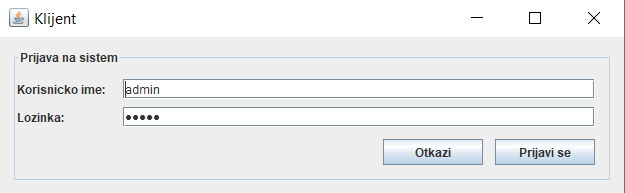 Klijent
Prijava na sistem
Korisnicko ime: admin
Lozinka: •••••
Otkazi Prijavi se